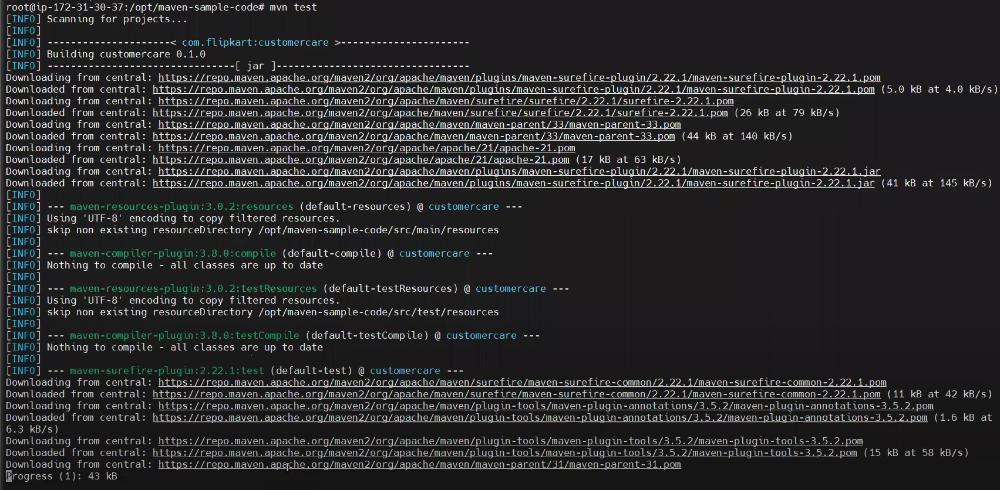 root@ip-172-31-30-37:/opt/maven-sample-code# mvn test
[INFO] Scanning for projects...
[INFO]
[INFO] ---------------------< com.flipkart:customercare >----------------------
[INFO] Building customercare 0.1.0
[INFO] --------------------------------[ jar ]---------------------------------
Downloading from central: https://repo.maven.apache.org/maven2/org/apache/maven/plugins/maven-surefire-plugin/2.22.1/maven-surefire-plugin-2.22.1.pom
Downloaded from central: https://repo.maven.apache.org/maven2/org/apache/maven/plugins/maven-surefire-plugin/2.22.1/maven-surefire-plugin-2.22.1.pom (5.0 kB at 4.0 kB/s)
Downloading from central: https://repo.maven.apache.org/maven2/org/apache/maven/surefire/surefire/2.22.1/surefire-2.22.1.pom
Downloaded from central: https://repo.maven.apache.org/maven2/org/apache/maven/surefire/surefire/2.22.1/surefire-2.22.1.pom (26 kB at 79 kB/s)
Downloading from central: https://repo.maven.apache.org/maven2/org/apache/maven/maven-parent/33/maven-parent-33.pom
Downloaded from central: https://repo.maven.apache.org/maven2/org/apache/maven/maven-parent/33/maven-parent-33.pom (44 kB at 140 kB/s)
Downloading from central: https://repo.maven.apache.org/maven2/org/apache/apache/21/apache-21.pom
Downloaded from central: https://repo.maven.apache.org/maven2/org/apache/apache/21/apache-21.pom (17 kB at 63 kB/s)
Downloading from central: https://repo.maven.apache.org/maven2/org/apache/maven/plugins/maven-surefire-plugin/2.22.1/maven-surefire-plugin-2.22.1.jar
Downloaded from central: https://repo.maven.apache.org/maven2/org/apache/maven/plugins/maven-surefire-plugin/2.22.1/maven-surefire-plugin-2.22.1.jar (41 kB at 145 kB/s)
[INFO]
[INFO] --- maven-resources-plugin:3.0.2:resources (default-resources) @ customercare ---
[INFO] Using 'UTF-8' encoding to copy filtered resources.
[INFO] skip non existing resourceDirectory /opt/maven-sample-code/src/main/resources
[INFO]
[INFO] --- maven-compiler-plugin:3.8.0:compile (default-compile) @ customercare ---
[INFO] Nothing to compile - all classes are up to date
[INFO]
[INFO] --- maven-resources-plugin:3.0.2:testResources (default-testResources) @ customercare ---
[INFO] Using 'UTF-8' encoding to copy filtered resources.
[INFO] skip non existing resourceDirectory /opt/maven-sample-code/src/test/resources
[INFO]
[INFO] --- maven-compiler-plugin:3.8.0:testCompile (default-testCompile) @ customercare ---
[INFO] Nothing to compile - all classes are up to date
[INFO]
[INFO] --- maven-surefire-plugin:2.22.1:test (default-test) @ customercare ---
Downloading from central: https://repo.maven.apache.org/maven2/org/apache/maven/surefire/maven-surefire-common/2.22.1/maven-surefire-common-2.22.1.pom
Downloaded from central: https://repo.maven.apache.org/maven2/org/apache/maven/surefire/maven-surefire-common/2.22.1/maven-surefire-common-2.22.1.pom (11 kB at 42 kB/s)
Downloading from central: https://repo.maven.apache.org/maven2/org/apache/maven/plugin-tools/maven-plugin-annotations/3.5.2/maven-plugin-annotations-3.5.2.pom
Downloaded from central: https://repo.maven.apache.org/maven2/org/apache/maven/plugin-tools/maven-plugin-annotations/3.5.2/maven-plugin-annotations-3.5.2.pom (1.6 kB at
6.3 kB/s)
Downloading from central: https://repo.maven.apache.org/maven2/org/apache/maven/plugin-tools/maven-plugin-tools/3.5.2/maven-plugin-tools-3.5.2.pom
Downloaded from central: https://repo.maven.apache.org/maven2/org/apache/maven/plugin-tools/maven-plugin-tools/3.5.2/maven-plugin-tools-3.5.2.pom (15 kB at 58 kB/s)
Downloading from central: https://repo.maven.apache.org/maven2/org/apache/maven/maven-parent/31/maven-parent-31.pom
Progress (1): 43 kB